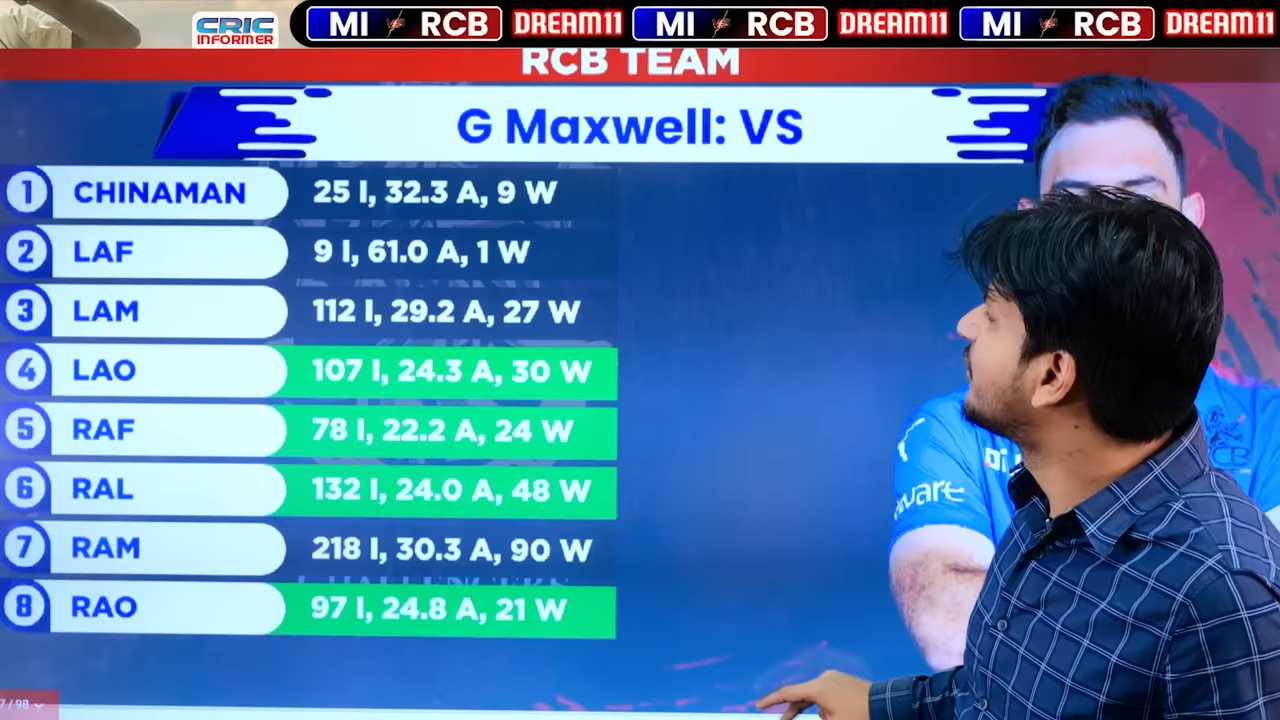 CRIC
INFORMER
MI RCB DREAM11 MI RCB DREAM11 MI RCB DREAM11
RCB TEAM
G Maxwell: VS
1 CHINAMAN 25 I, 32.3 A, 9 W
2 LAF 9 I, 61.0 A, 1 W
3 LAM 112 I, 29.2 A, 27 W
4 LAO 107 I, 24.3 A, 30 W
5 RAF 78 I, 22.2 A, 24 W
6 RAL 132 I, 24.0 A, 48 W
7 RAM 218 I, 30.3 A, 90 W
8 RAO 97 I, 24.8 A, 21 W
7 / 98